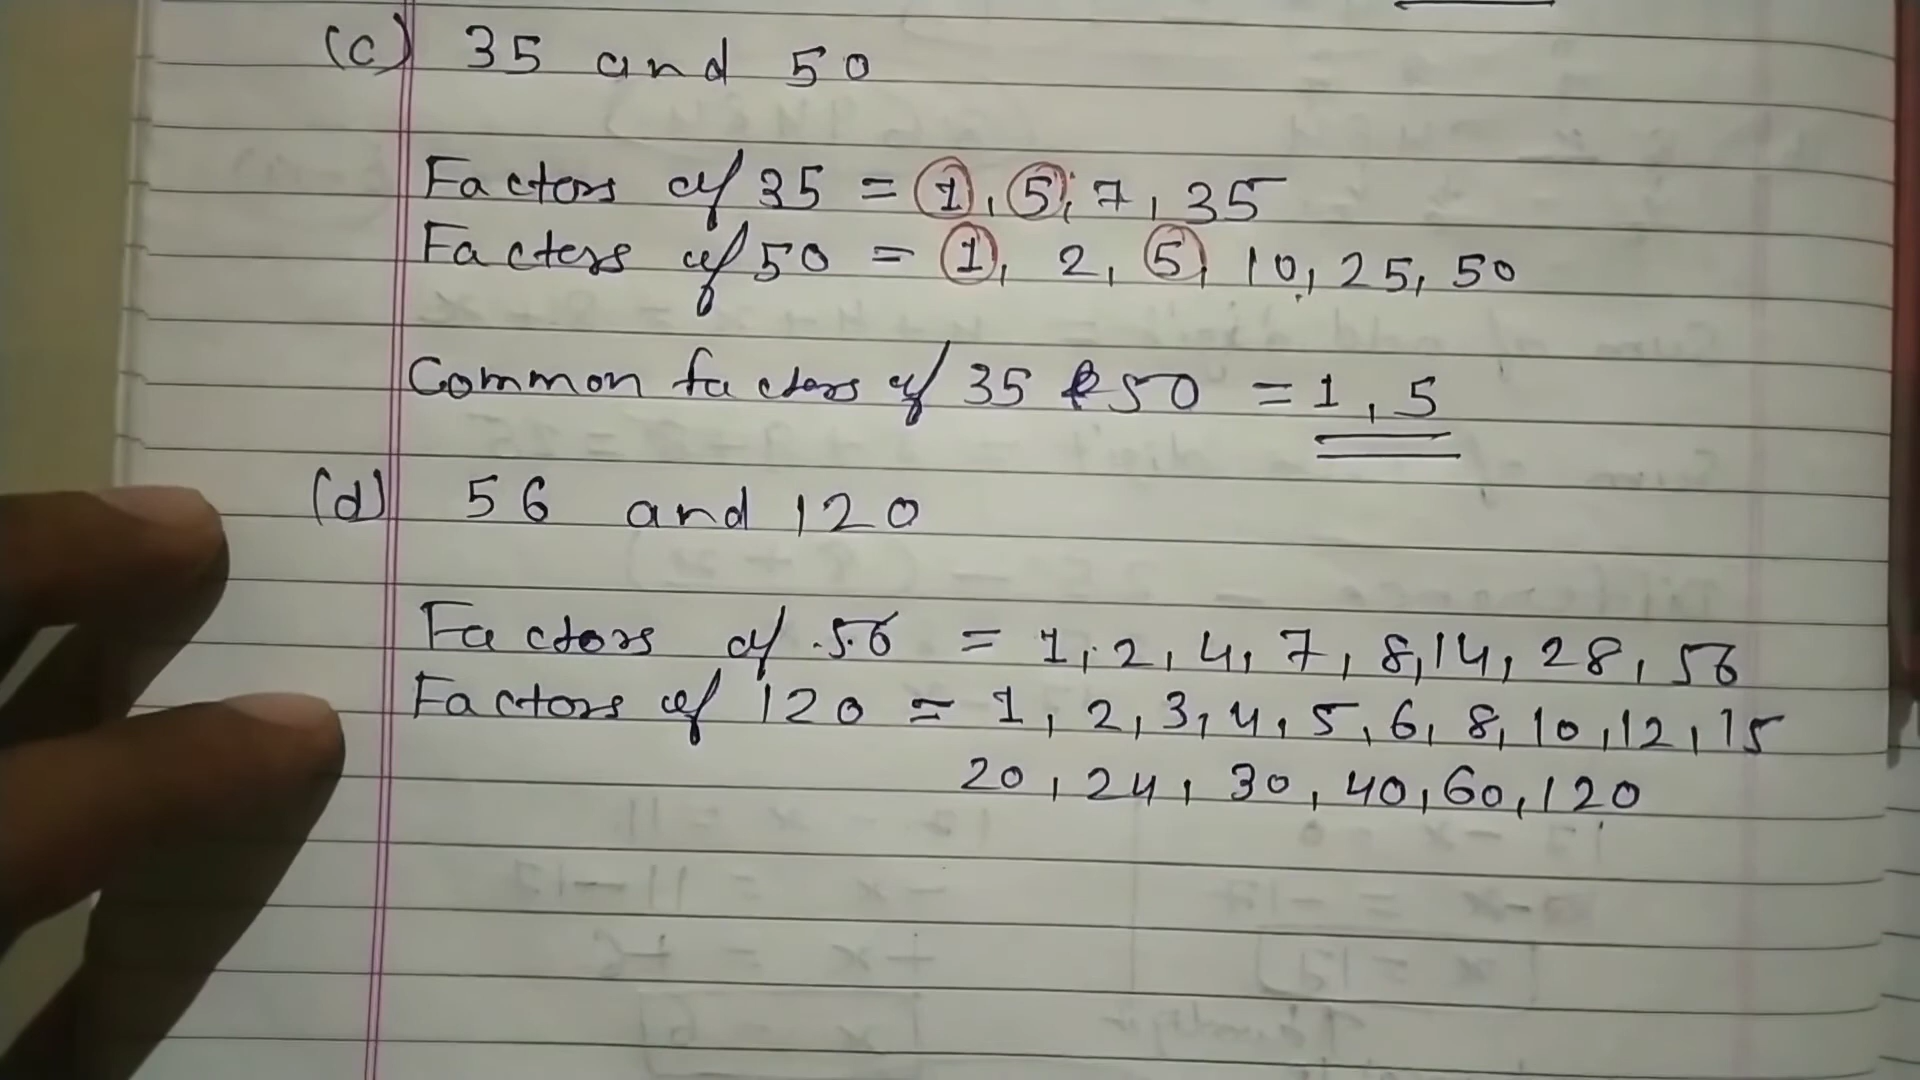 (c) 35 and 50
Factors of 35 = 1, 5, 7, 35
Factors of 50 = 1, 2, 5, 10, 25, 50
Common factors of 35 & 50 = 1, 5
(d) 56 and 120
Factors of 56 = 1, 2, 4, 7, 8, 14, 28, 56
Factors of 120 = 1, 2, 3, 4, 5, 6, 8, 10, 12, 15
20, 24, 30, 40, 60, 120